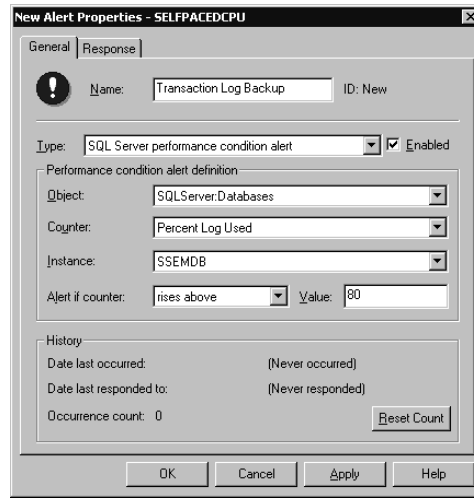 New Alert Properties - SELFPACEDCPU
General Response
Name: Transaction Log Backup ID: New
Type: SQL Server performance condition alert Enabled
Performance condition alert definition
Object: SQLServer:Databases
Counter: Percent Log Used
Instance: SSEMDB
Alert if counter: rises above Value: 80
History
Date last occurred: (Never occurred)
Date last responded to: (Never responded)
Occurrence count: 0 Reset Count
OK Cancel Apply Help